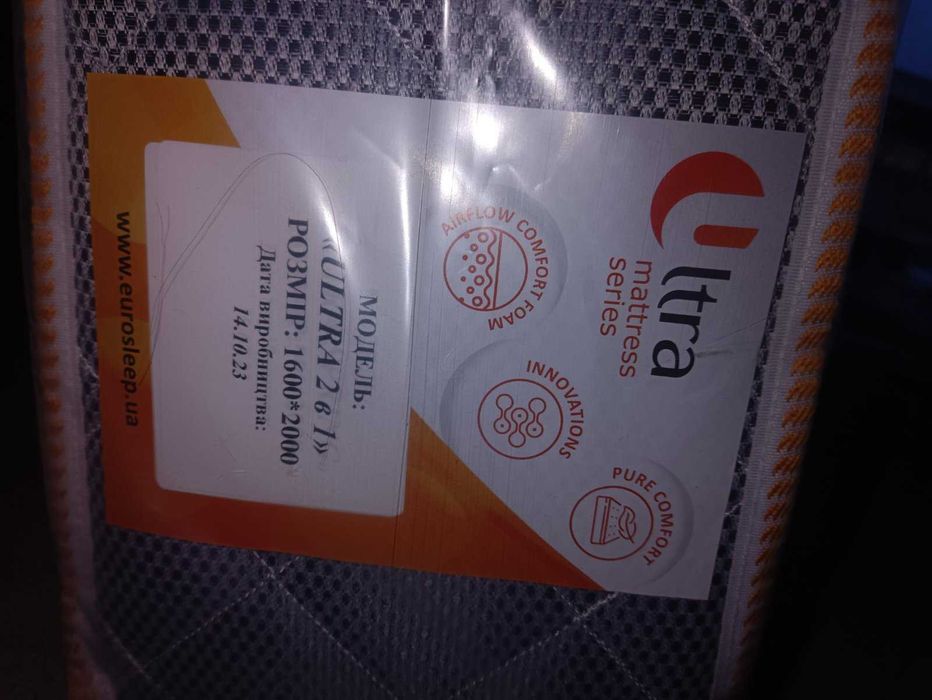 Ultra
mattress
series
AIRFLOW COMFORT FOAM
INNOVATIONS
PURE COMFORT
МОДЕЛЬ:
«ULTRA 2 в 1»
РОЗМІР: 1600*2000
Дата виробництва:
14.10.23
www.eurosleep.ua